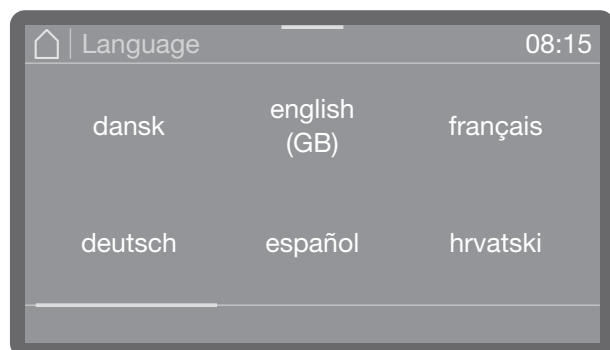 Language
08:15
dansk
english
(GB)
français
deutsch
español
hrvatski